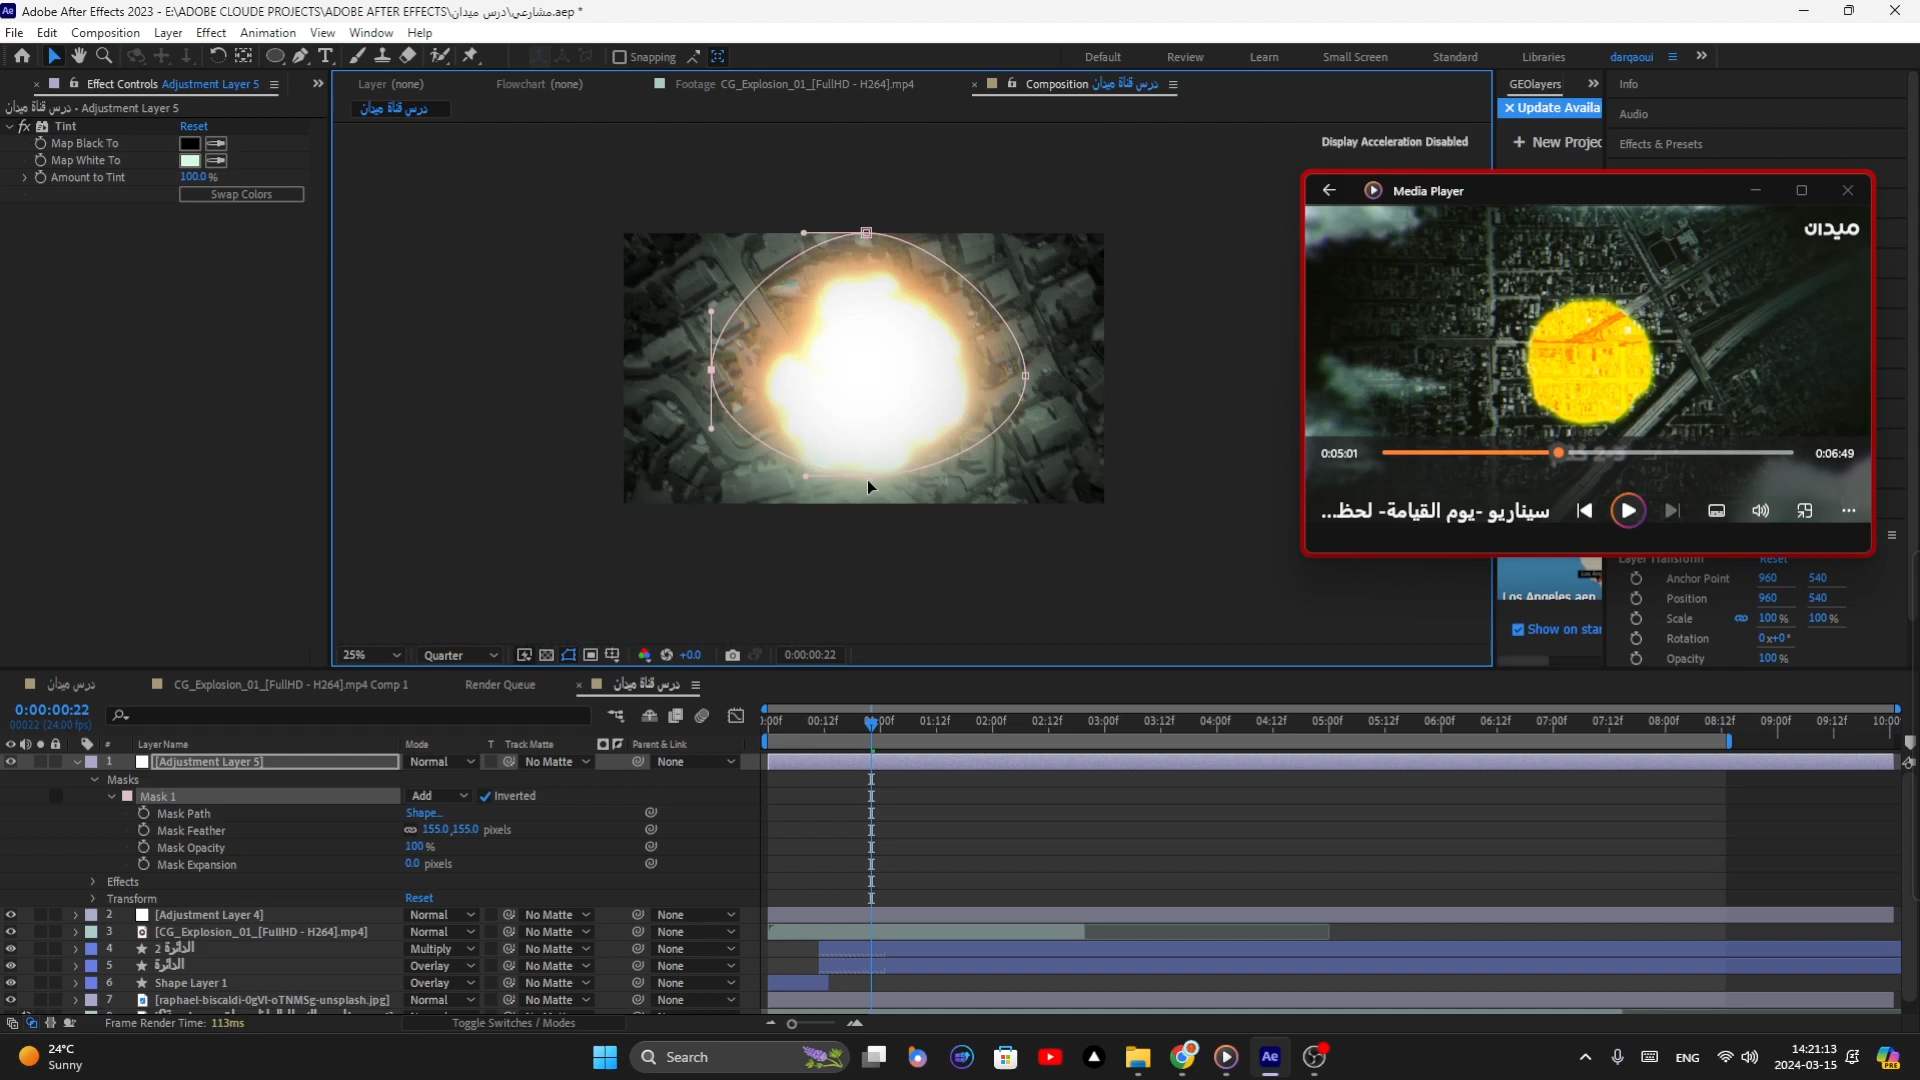 Adobe After Effects 2023 - E:\ADOBE CLOUDE PROJECTS\ADOBE AFTER EFFECTS\مشارعي\درس ميدان.aep *
File Edit Composition Layer Effect Animation View Window Help
Snapping
Default Review Learn Small Screen Standard Libraries darqaoui
Effect Controls Adjustment Layer 5
Layer (none) Flowchart (none) Footage CG_Explosion_01_[FullHD - H264].mp4 Composition درس قناة ميدان
GEOlayers
Info
درس قناة ميدان • Adjustment Layer 5
درس قناة ميدان
Update Availa
Audio
fx Tint Reset
Map Black To
Map White To
Amount to Tint 100.0 %
Swap Colors
Display Acceleration Disabled
+ New Projec
Effects & Presets
Media Player
ميدان
0:05:01
0:06:49
سيناريو -يوم القيامة- لحظ...
Layer Transform Reset
Anchor Point 960 540
Position 960 540
Scale 100 % 100 %
Rotation 0x+0°
Opacity 100 %
Los Angeles aep
Show on star
25% Quarter +0.0 0:00:00:22
درس ميدان CG_Explosion_01_[FullHD - H264].mp4 Comp 1 Render Queue درس قناة ميدان
0:00:00:22
00022 (24.00 fps)
:00f 00:12f 01:00f 01:12f 02:00f 02:12f 03:00f 03:12f 04:00f 04:12f 05:00f 05:12f 06:00f 06:12f 07:00f 07:12f 08:00f 08:12f 09:00f 09:12f 10:00
# Layer Name Mode T Track Matte Parent & Link
1 [Adjustment Layer 5] Normal No Matte None
Masks
Mask 1 Add Inverted
Mask Path Shape...
Mask Feather 155.0,155.0 pixels
Mask Opacity 100 %
Mask Expansion 0.0 pixels
Effects
Transform Reset
2 [Adjustment Layer 4] Normal No Matte None
3 [CG_Explosion_01_[FullHD - H264].mp4] Normal No Matte None
4 الدائرة 2 Multiply No Matte None
5 الدائرة Overlay No Matte None
6 Shape Layer 1 Overlay No Matte None
7 [raphael-biscaldi-0gVl-oTNMSg-unsplash.jpg] Normal No Matte None
Frame Render Time: 113ms Toggle Switches / Modes
24°C
Sunny
Search
ENG
14:21:13
2024-03-15